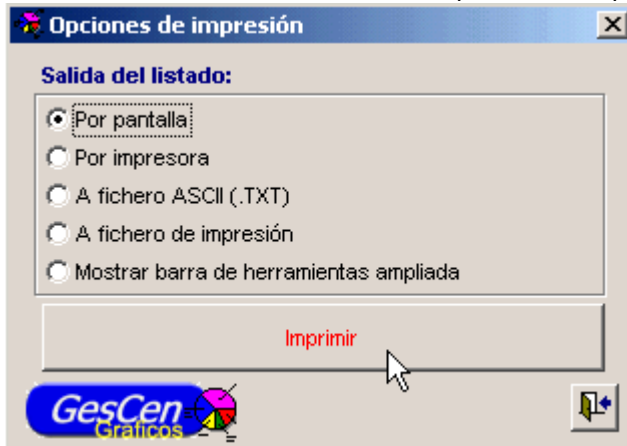 Opciones de impresión
Salida del listado:
Por pantalla
Por impresora
A fichero ASCII (.TXT)
A fichero de impresión
Mostrar barra de herramientas ampliada
Imprimir
GesCen
Graficos